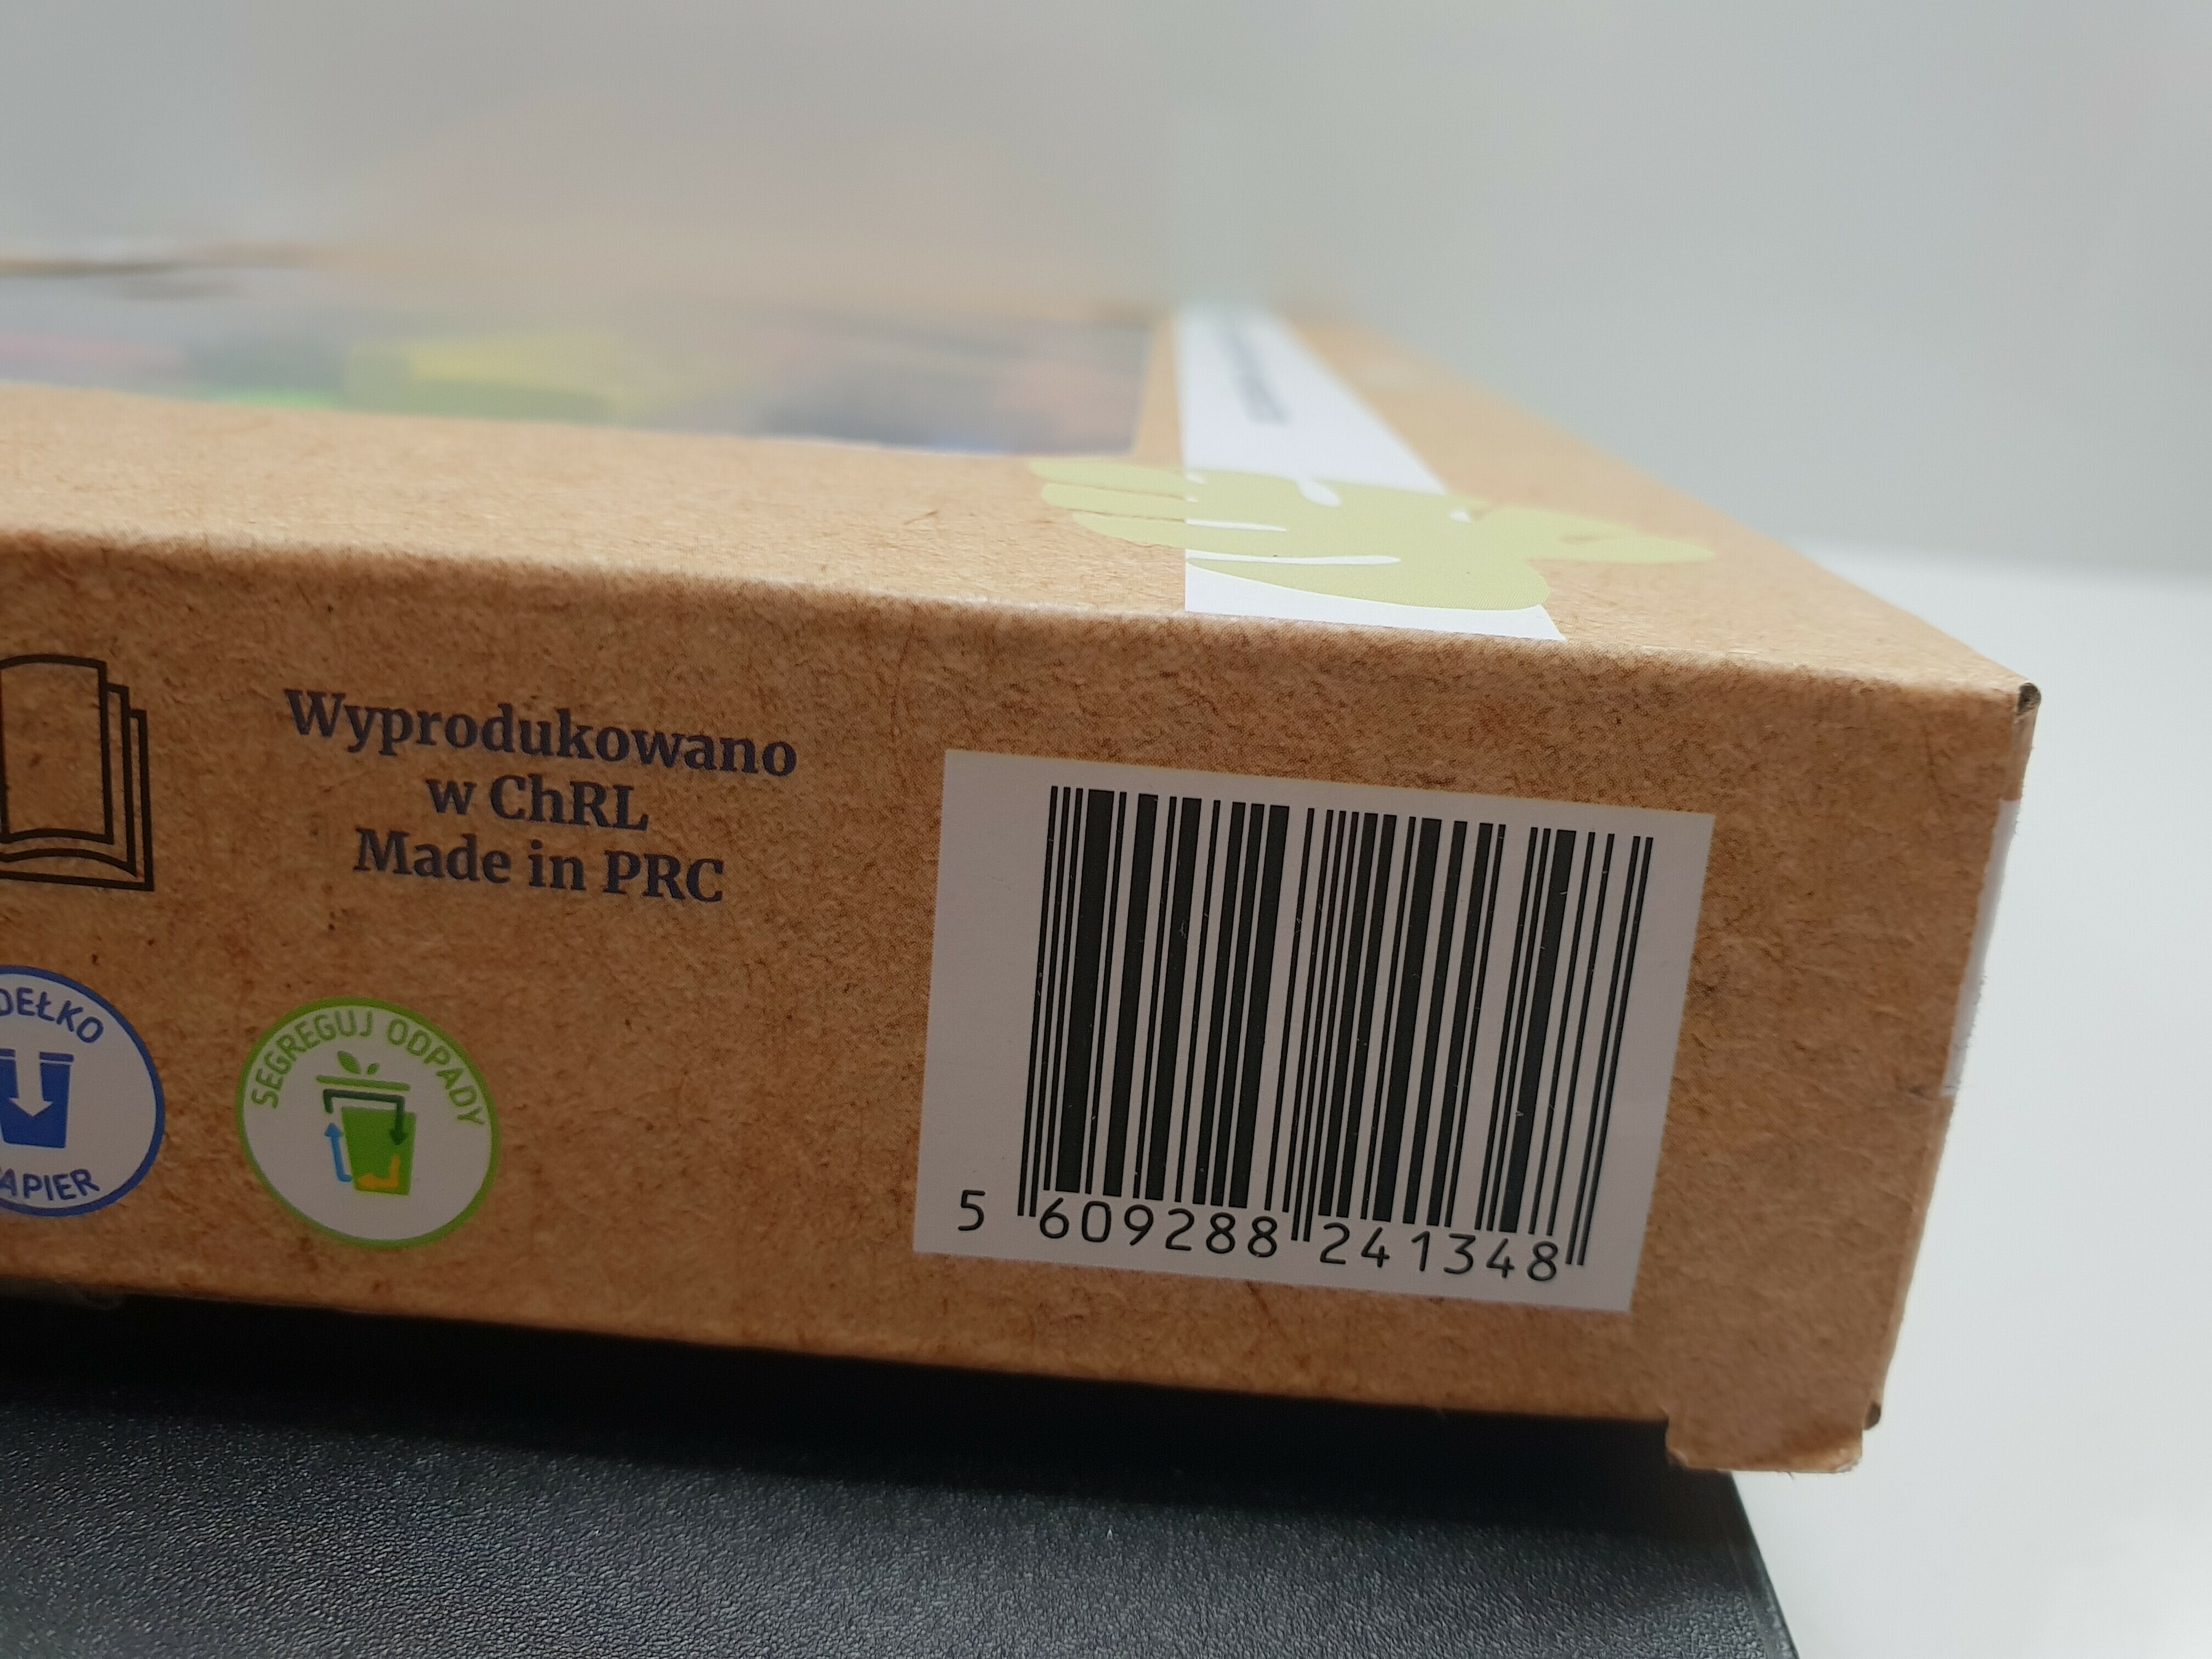 Wyprodukowano
w ChRL
Made in PRC
SEGREGUJ ODPADY
5 609288 241348